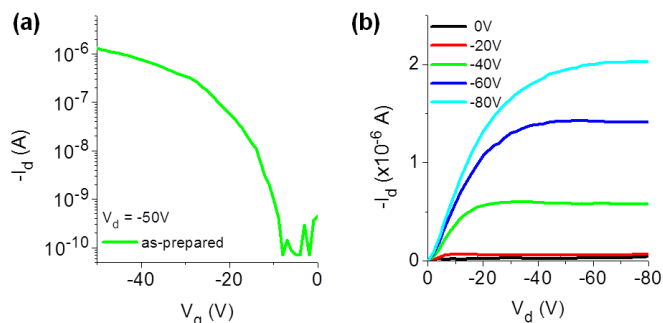 (a)
10⁻⁶
10⁻⁷
10⁻⁸
10⁻⁹
10⁻¹⁰
-I_d (A)
V_d = -50V
as-prepared
-40 -20 0
V_g (V)
(b)
0V
-20V
-40V
-60V
-80V
2
1
0
-I_d (x10⁻⁶ A)
0 -20 -40 -60 -80
V_d (V)